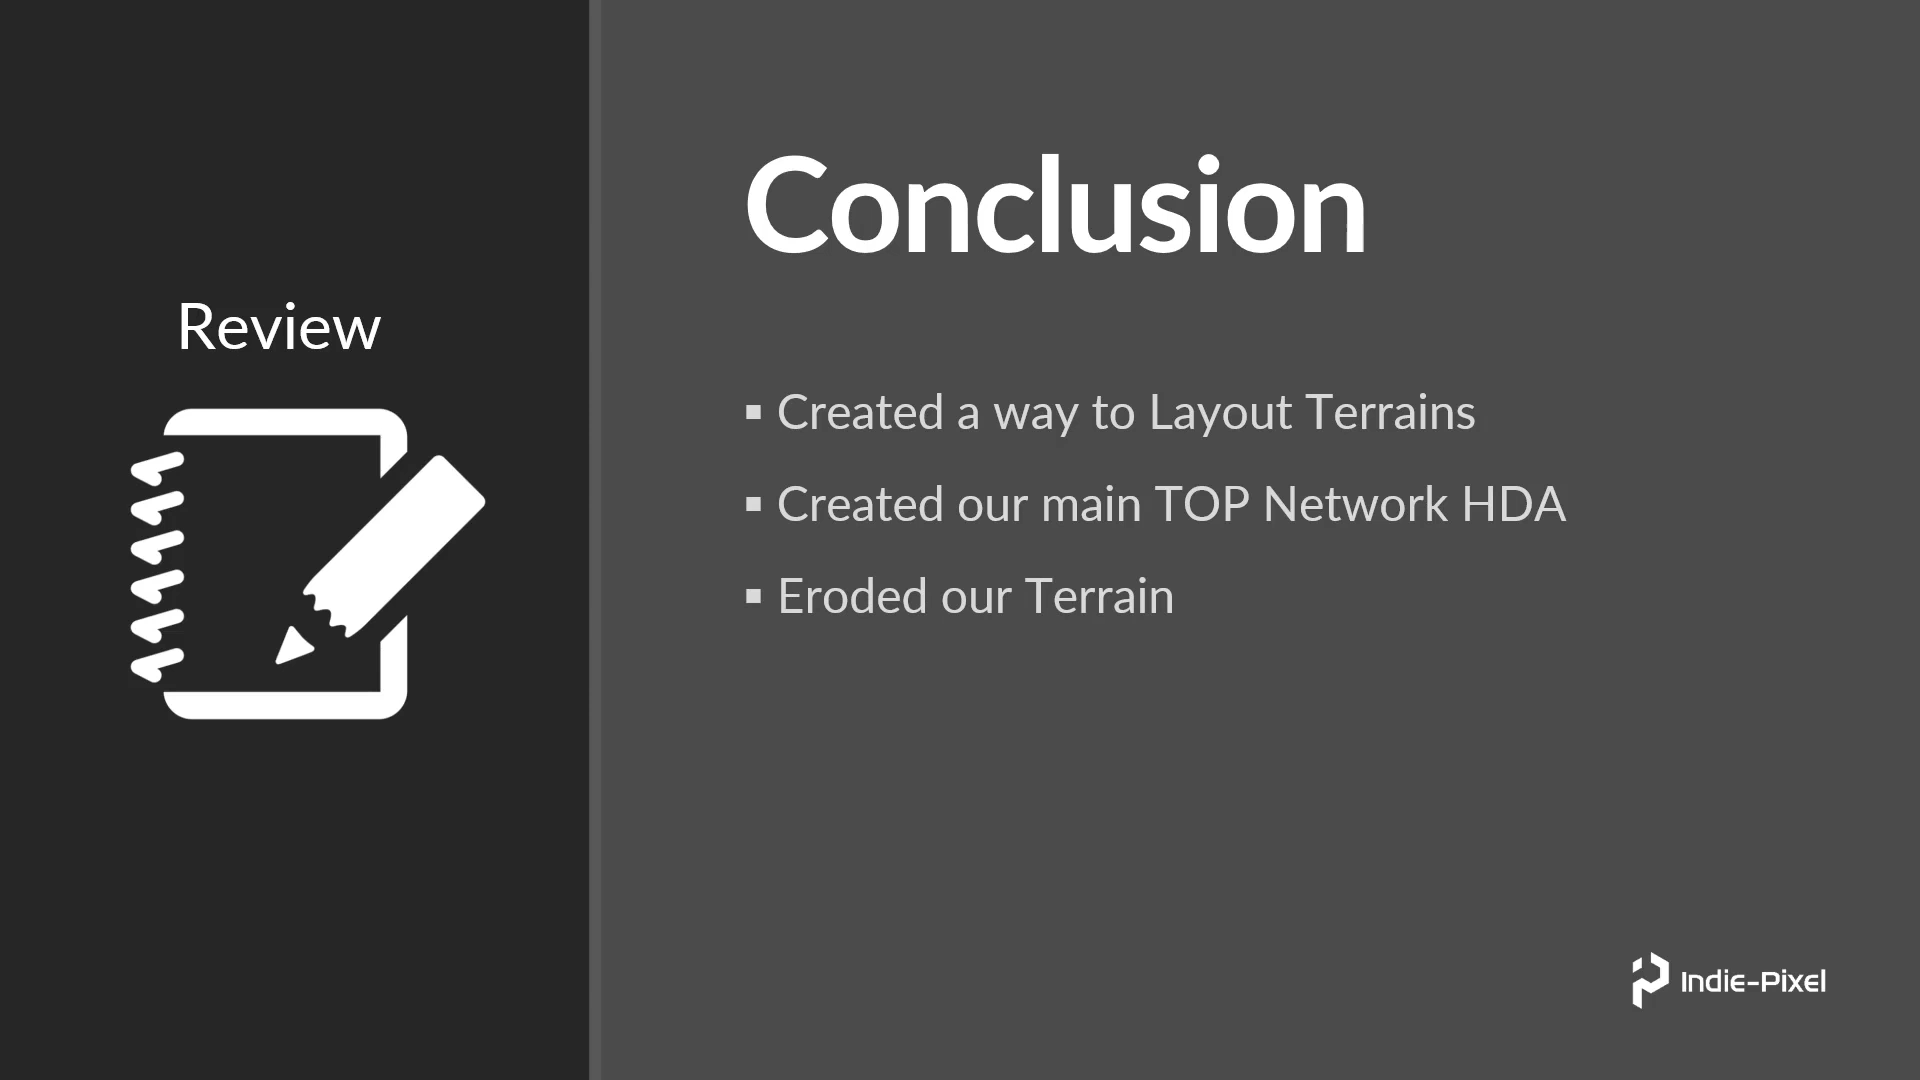 Review
Conclusion
▪ Created a way to Layout Terrains
▪ Created our main TOP Network HDA
▪ Eroded our Terrain
Indie-Pixel